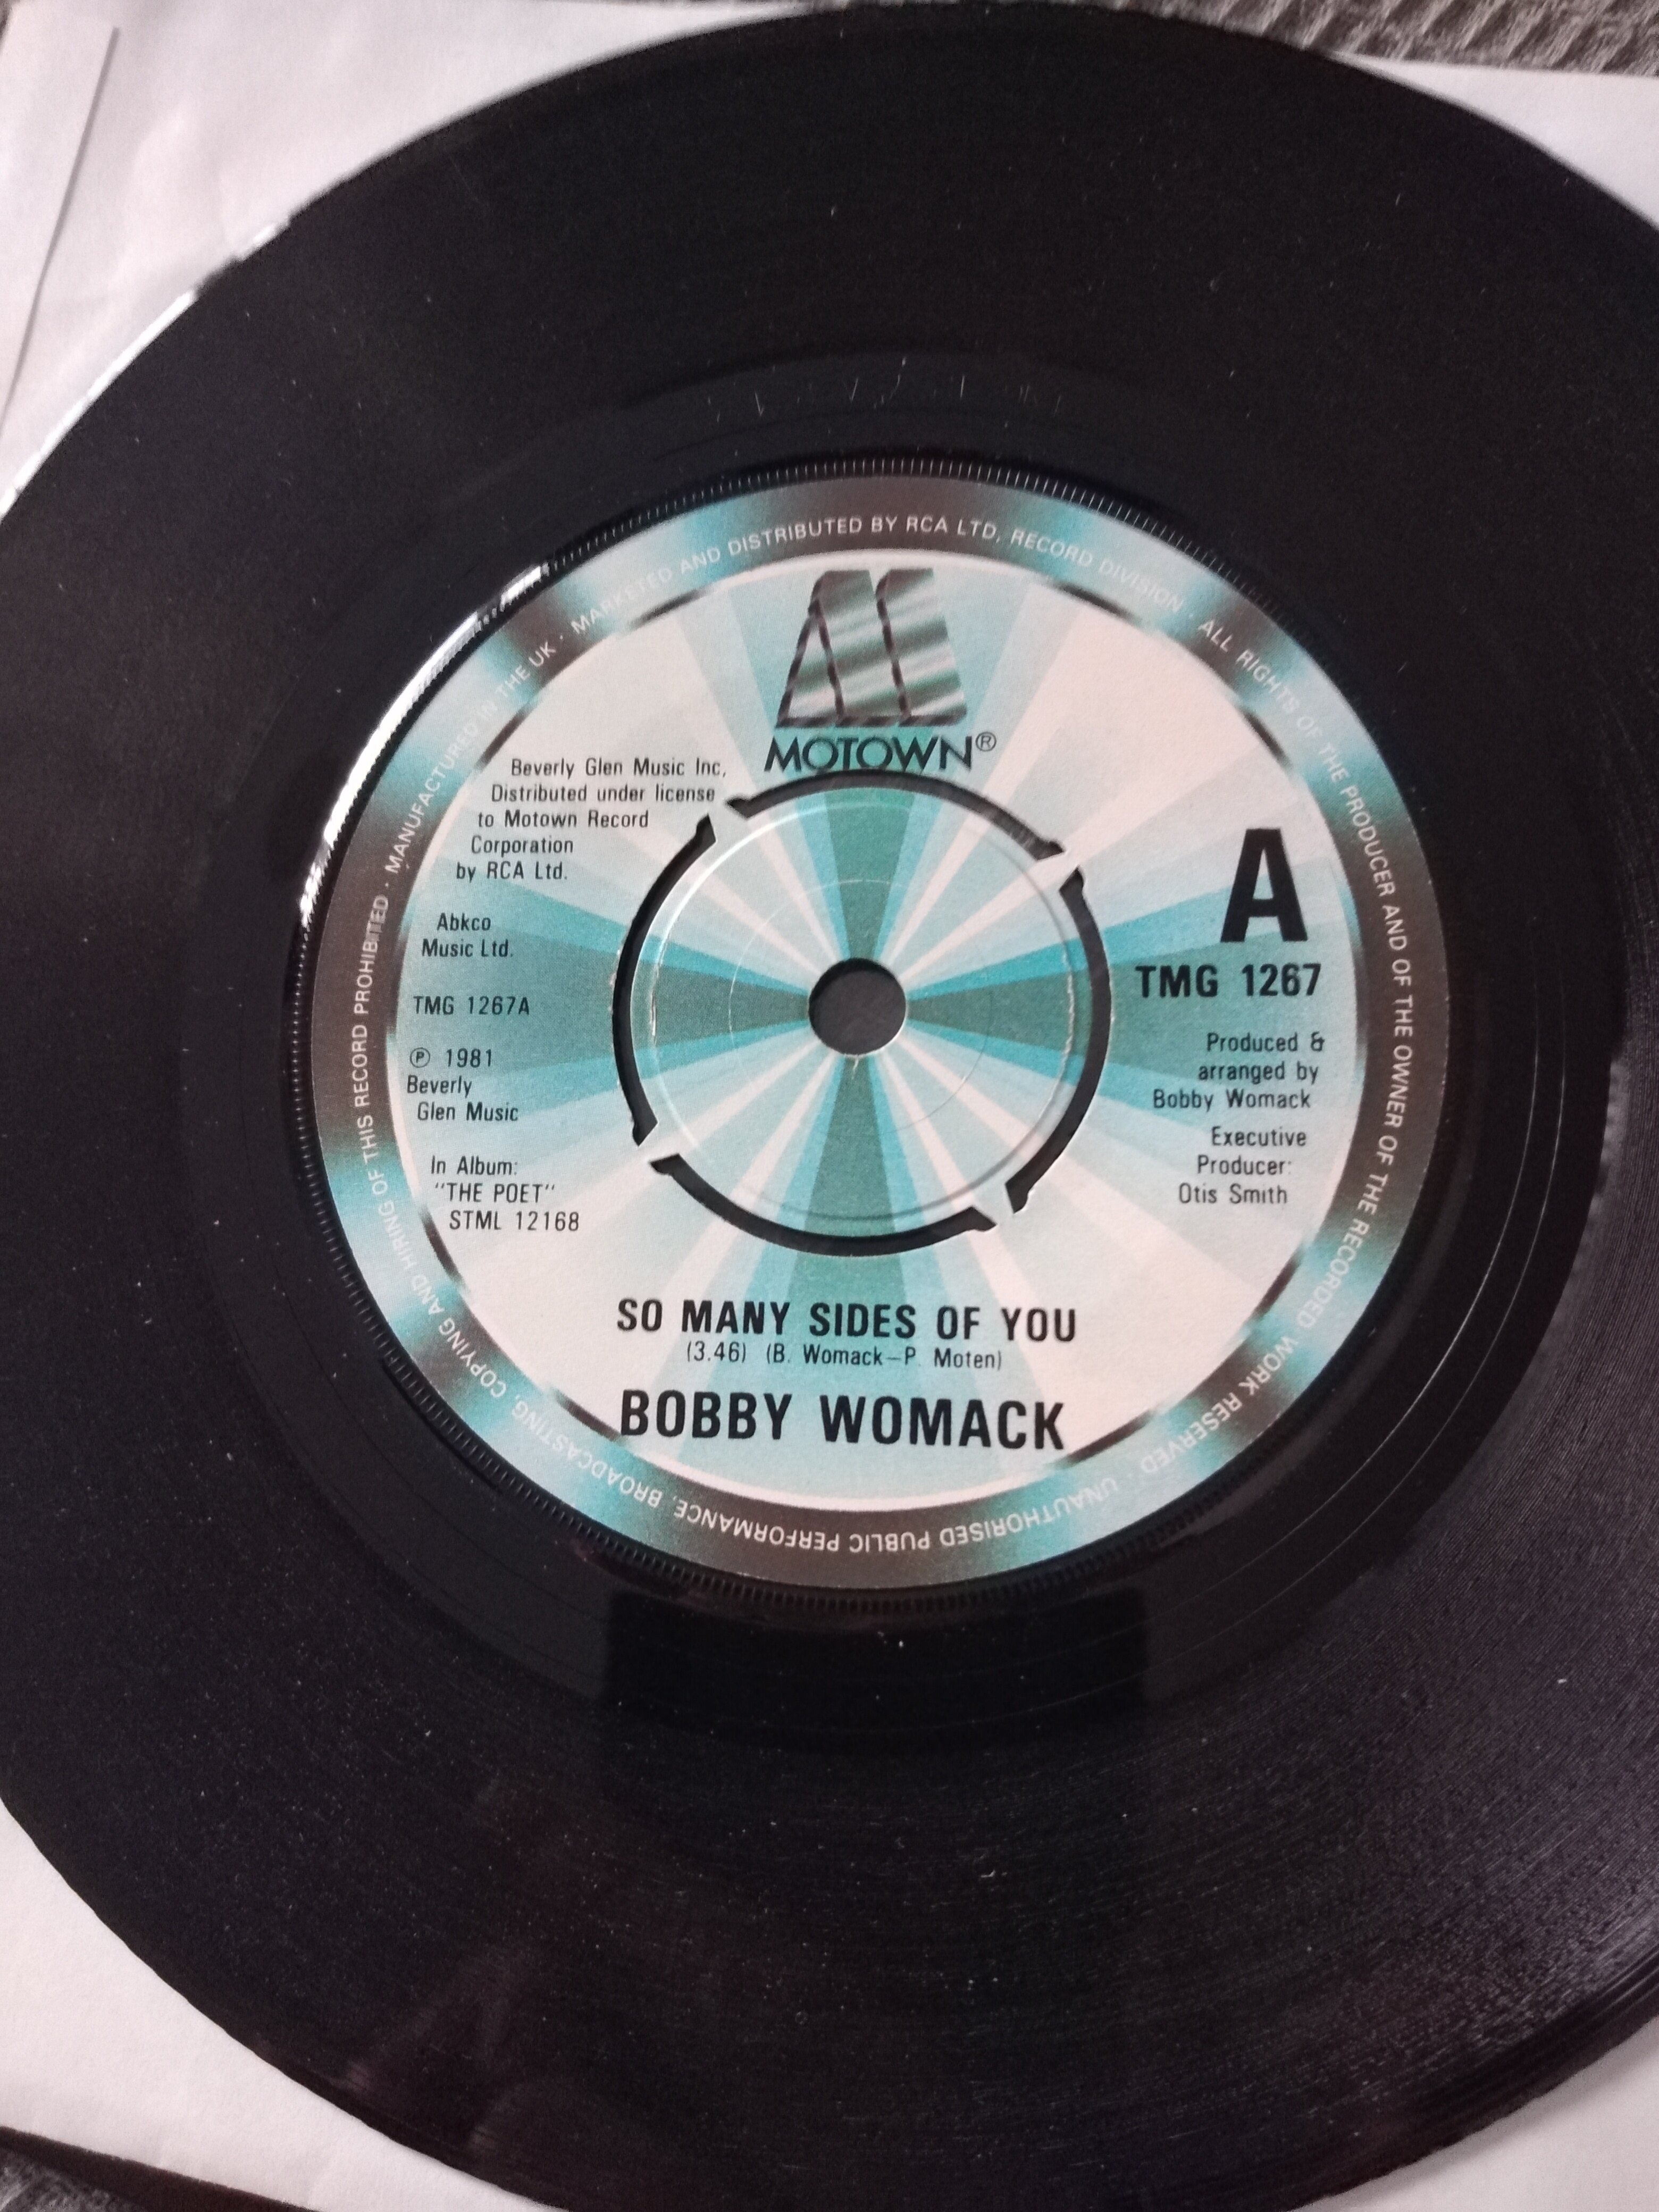 MANUFACTURED IN THE UK · MARKETED AND DISTRIBUTED BY RCA LTD, RECORD DIVISION · ALL RIGHTS OF THE PRODUCER AND OF THE OWNER OF THE RECORDED WORK RESERVED · UNAUTHORISED PUBLIC PERFORMANCE, BROADCASTING, COPYING AND HIRING OF THIS RECORD PROHIBITED ·
MOTOWN®
Beverly Glen Music Inc,
Distributed under license
to Motown Record
Corporation
by RCA Ltd.
Abkco
Music Ltd.
TMG 1267A
℗ 1981
Beverly
Glen Music
In Album:
"THE POET"
STML 12168
A
TMG 1267
Produced &
arranged by
Bobby Womack
Executive
Producer:
Otis Smith
SO MANY SIDES OF YOU
(3.46) (B. Womack–P. Moten)
BOBBY WOMACK